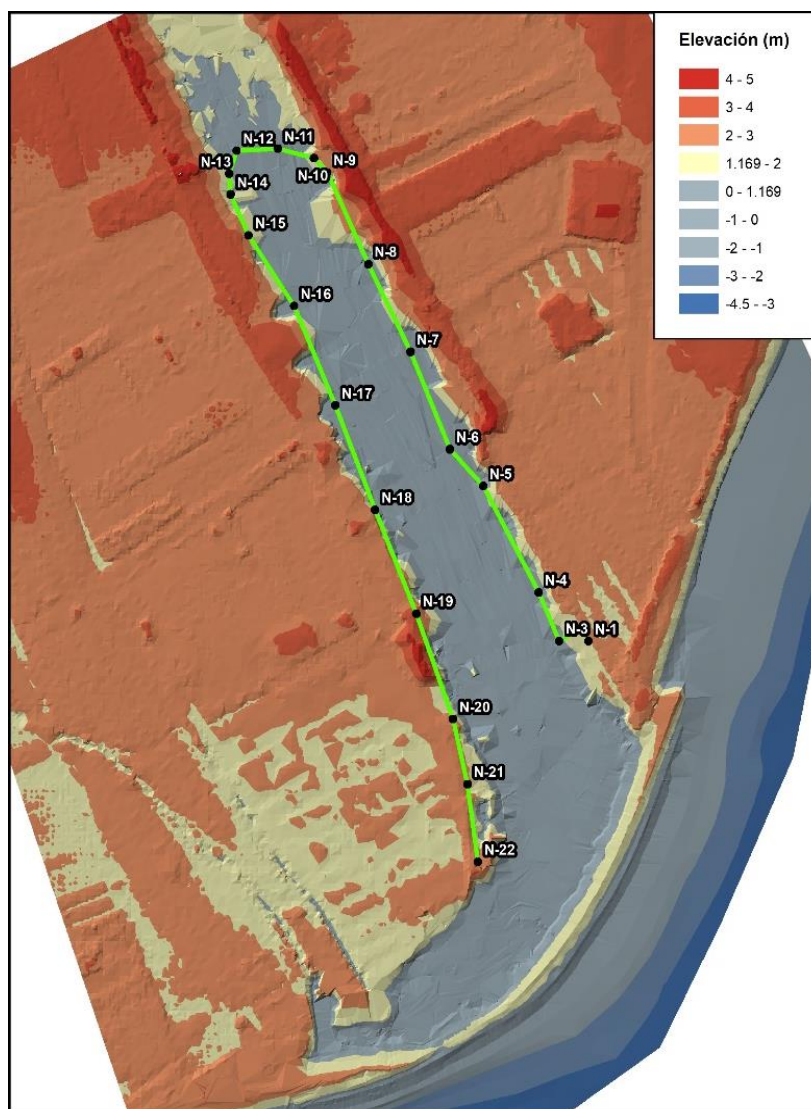 Elevación (m)
4 - 5
3 - 4
2 - 3
1.169 - 2
0 - 1.169
-1 - 0
-2 - -1
-3 - -2
-4.5 - -3
N-12
N-11
N-9
N-10
N-13
N-14
N-15
N-8
N-16
N-7
N-17
N-6
N-5
N-18
N-4
N-19
N-3
N-1
N-20
N-21
N-22